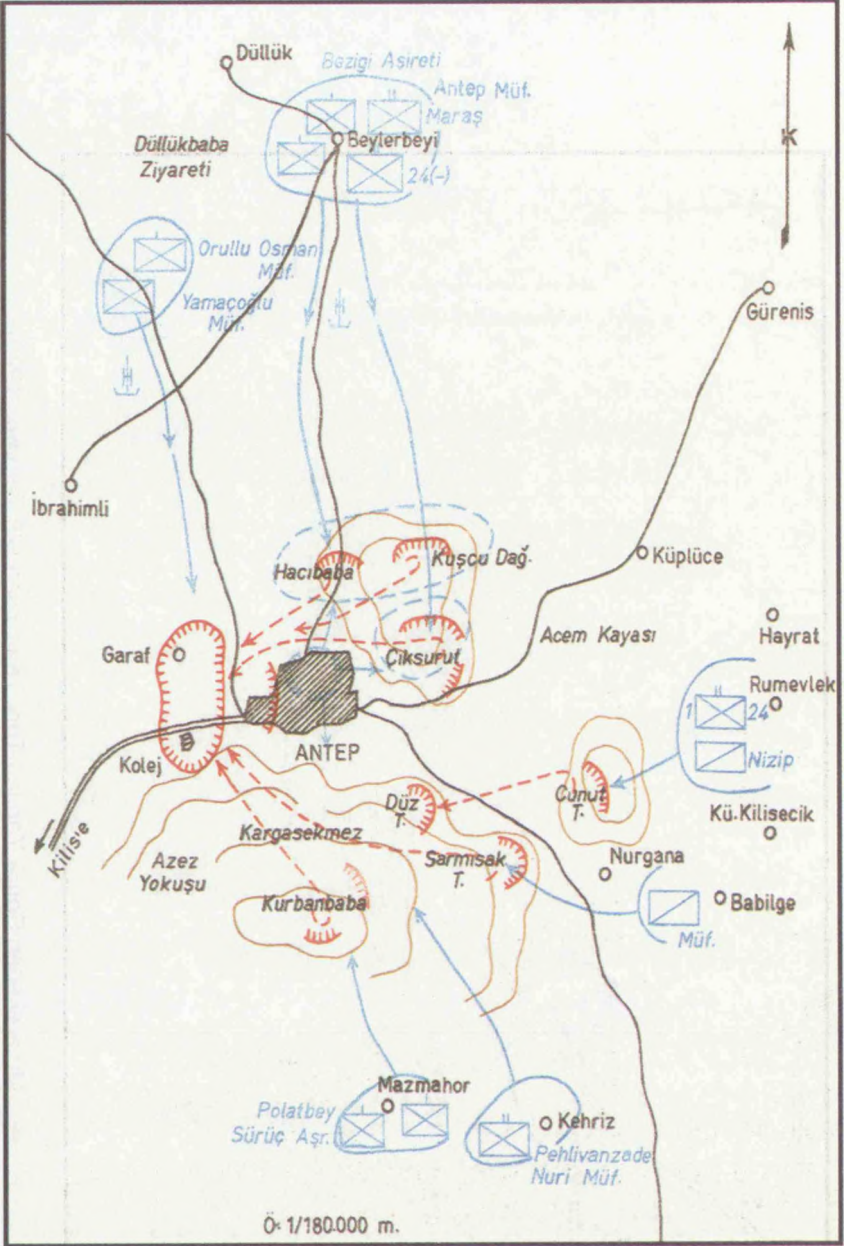 Düllük
Bezigi Aşireti
Antep Müf.
Maraş
Beylerbeyi
24(-)
Düllükbaba
Ziyareti
K
Orullu Osman
Müf.
Yamaçoğlu
Müf.
Gürenis
İbrahimli
Küplüce
Hacıbaba
Kuşcu Dağ.
Acem Kayası
Hayrat
Garaf
Çıksurut
Rumevlek
1
24
Nizip
Kolej
ANTEP
Kilis'e
Düz
T.
Cunut
T.
Kü. Kilisecik
Kargasekmez
Azez
Yokuşu
Sarmısak
T.
Nurgana
Kurbanbaba
Babilge
Müf.
Mazmahor
Polatbey
Sürüç Aşr.
Kehriz
Pehlivanzade
Nuri Müf.
Ö: 1/180.000 m.